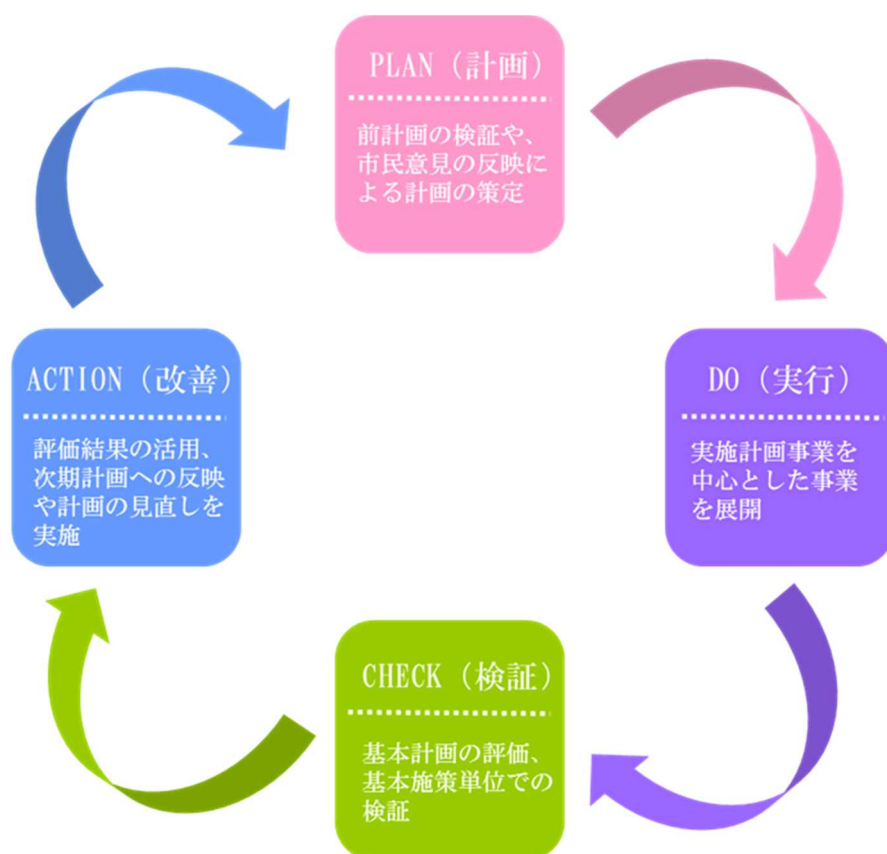 PLAN（計画）
前計画の検証や、
市民意見の反映に
よる計画の策定
DO（実行）
実施計画事業を
中心とした事業
を展開
CHECK（検証）
基本計画の評価、
基本施策単位での
検証
ACTION（改善）
評価結果の活用、
次期計画への反映
や計画の見直しを
実施